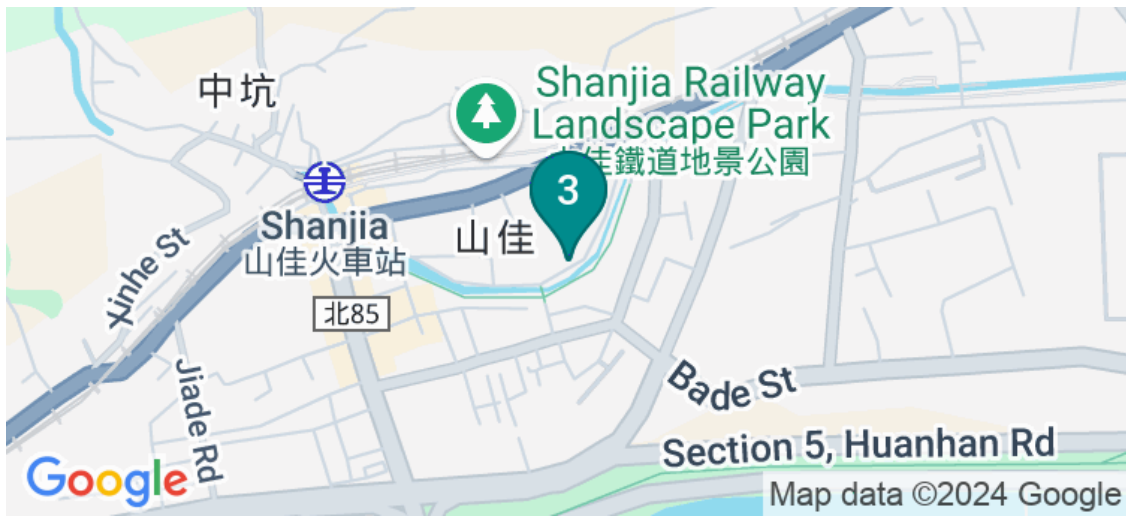 中坑
Shanjia Railway
Landscape Park
佳鐵道地景公園
3
Shanjia
山佳火車站
山佳
Xinhe St
北85
Jiade Rd
Bade St
Section 5, Huanhan Rd
Google
Map data ©2024 Google